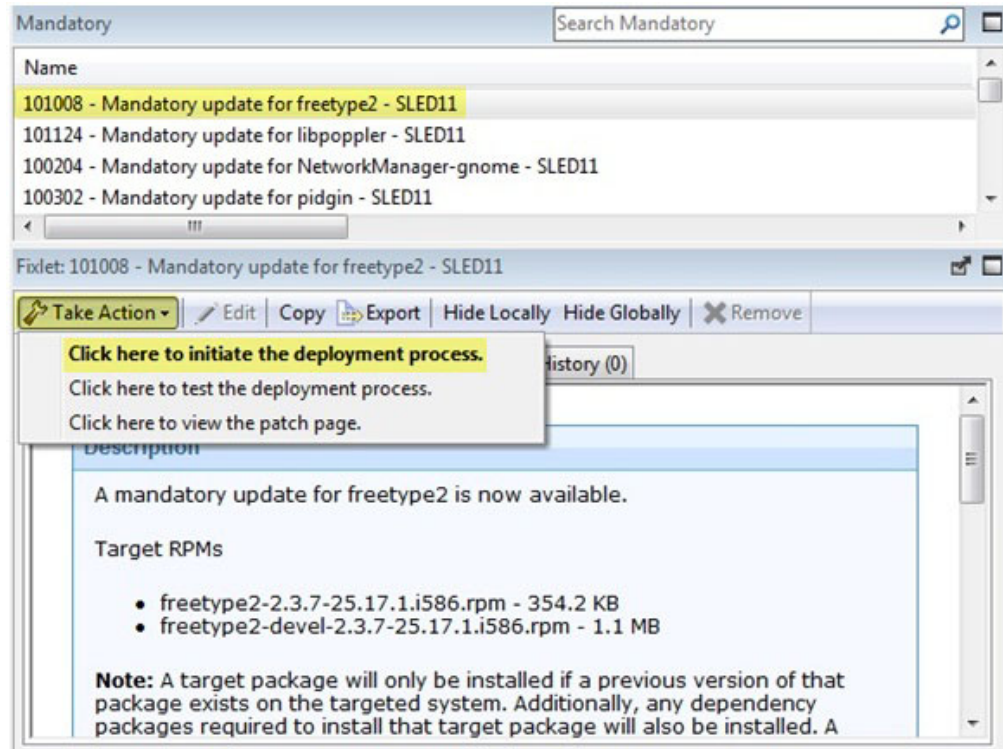 Mandatory
Search Mandatory
Name
101008 - Mandatory update for freetype2 - SLED11
101124 - Mandatory update for libpoppler - SLED11
100204 - Mandatory update for NetworkManager-gnome - SLED11
100302 - Mandatory update for pidgin - SLED11
Fixlet: 101008 - Mandatory update for freetype2 - SLED11
Take Action Edit Copy Export Hide Locally Hide Globally Remove
Click here to initiate the deployment process.
History (0)
Click here to test the deployment process.
Click here to view the patch page.
Description
A mandatory update for freetype2 is now available.
Target RPMs
• freetype2-2.3.7-25.17.1.i586.rpm - 354.2 KB
• freetype2-devel-2.3.7-25.17.1.i586.rpm - 1.1 MB
Note: A target package will only be installed if a previous version of that
package exists on the targeted system. Additionally, any dependency
packages required to install that target package will also be installed. A